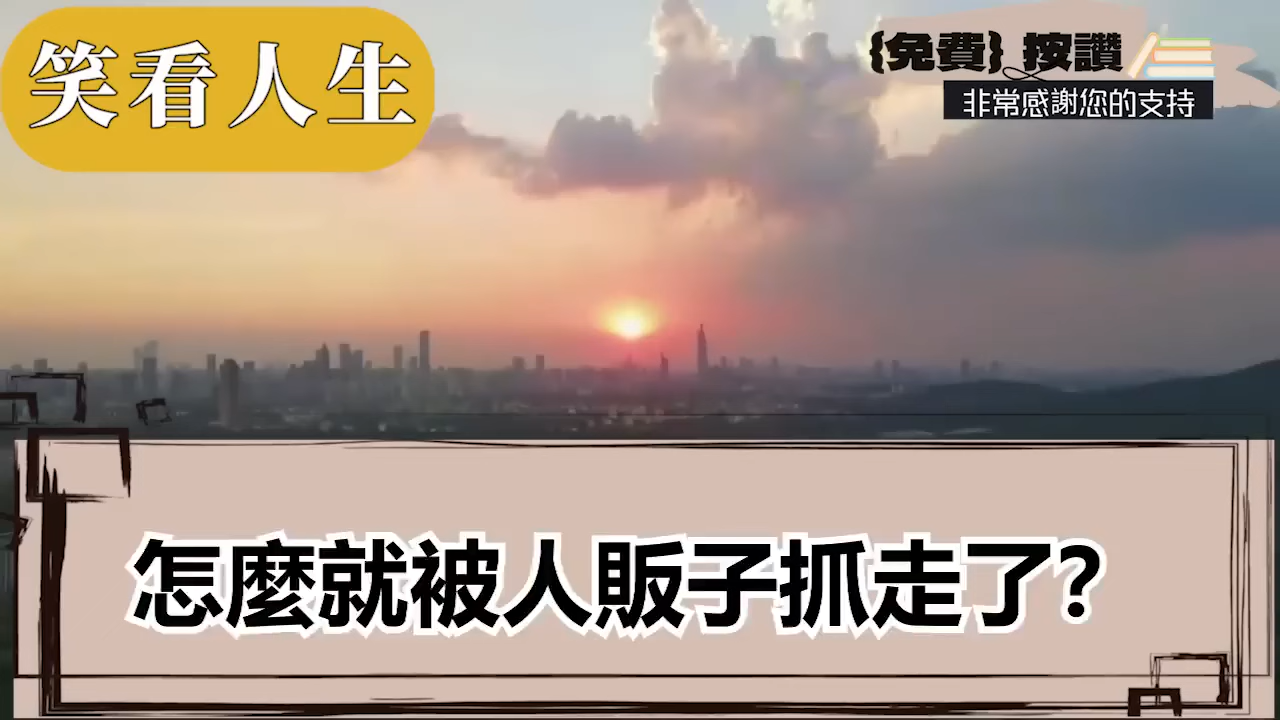 笑看人生
{免費} 按讚
非常感謝您的支持
怎麼就被人販子抓走了?